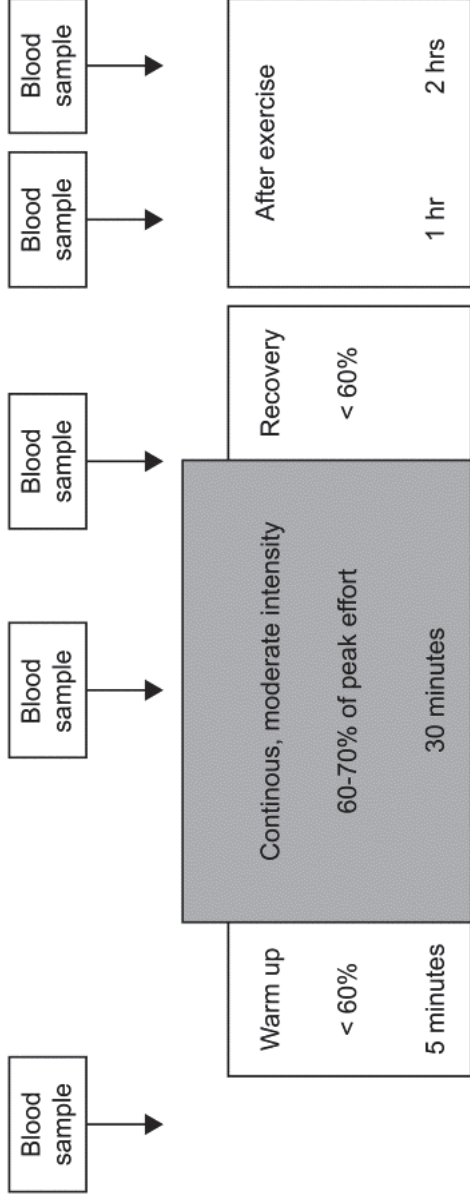 Blood
sample
Blood
sample
Blood
sample
Blood
sample
Blood
sample
Warm up
< 60%
5 minutes
Continous, moderate intensity
60-70% of peak effort
30 minutes
Recovery
< 60%
After exercise
1 hr
2 hrs